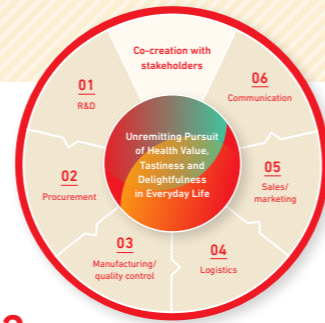 Co-creation with
stakeholders
01
R&D
02
Procurement
03
Manufacturing/
quality control
04
Logistics
05
Sales/
marketing
06
Communication
Unremitting Pursuit
of Health Value,
Tastiness and
Delightfulness
in Everyday Life